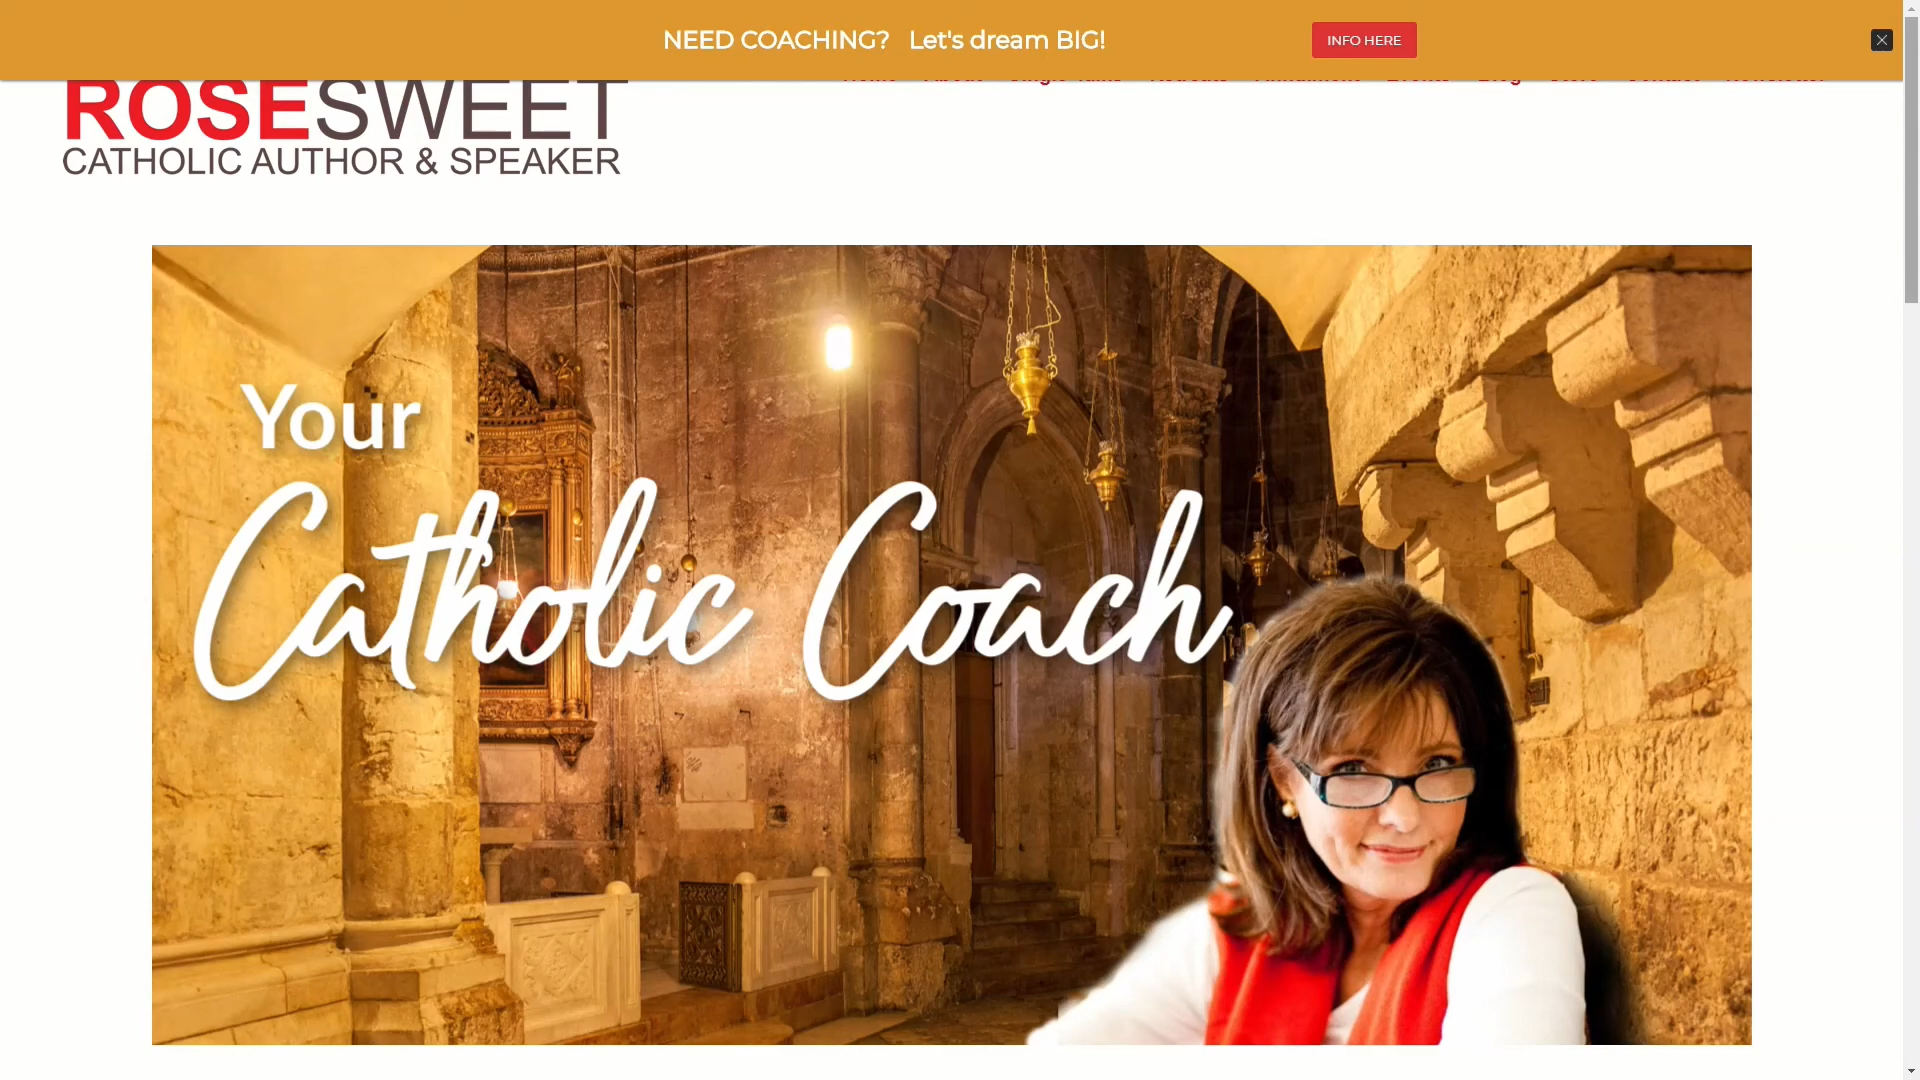 NEED COACHING? Let's dream BIG!
INFO HERE
ROSESWEET
CATHOLIC AUTHOR & SPEAKER
Your
Catholic Coach